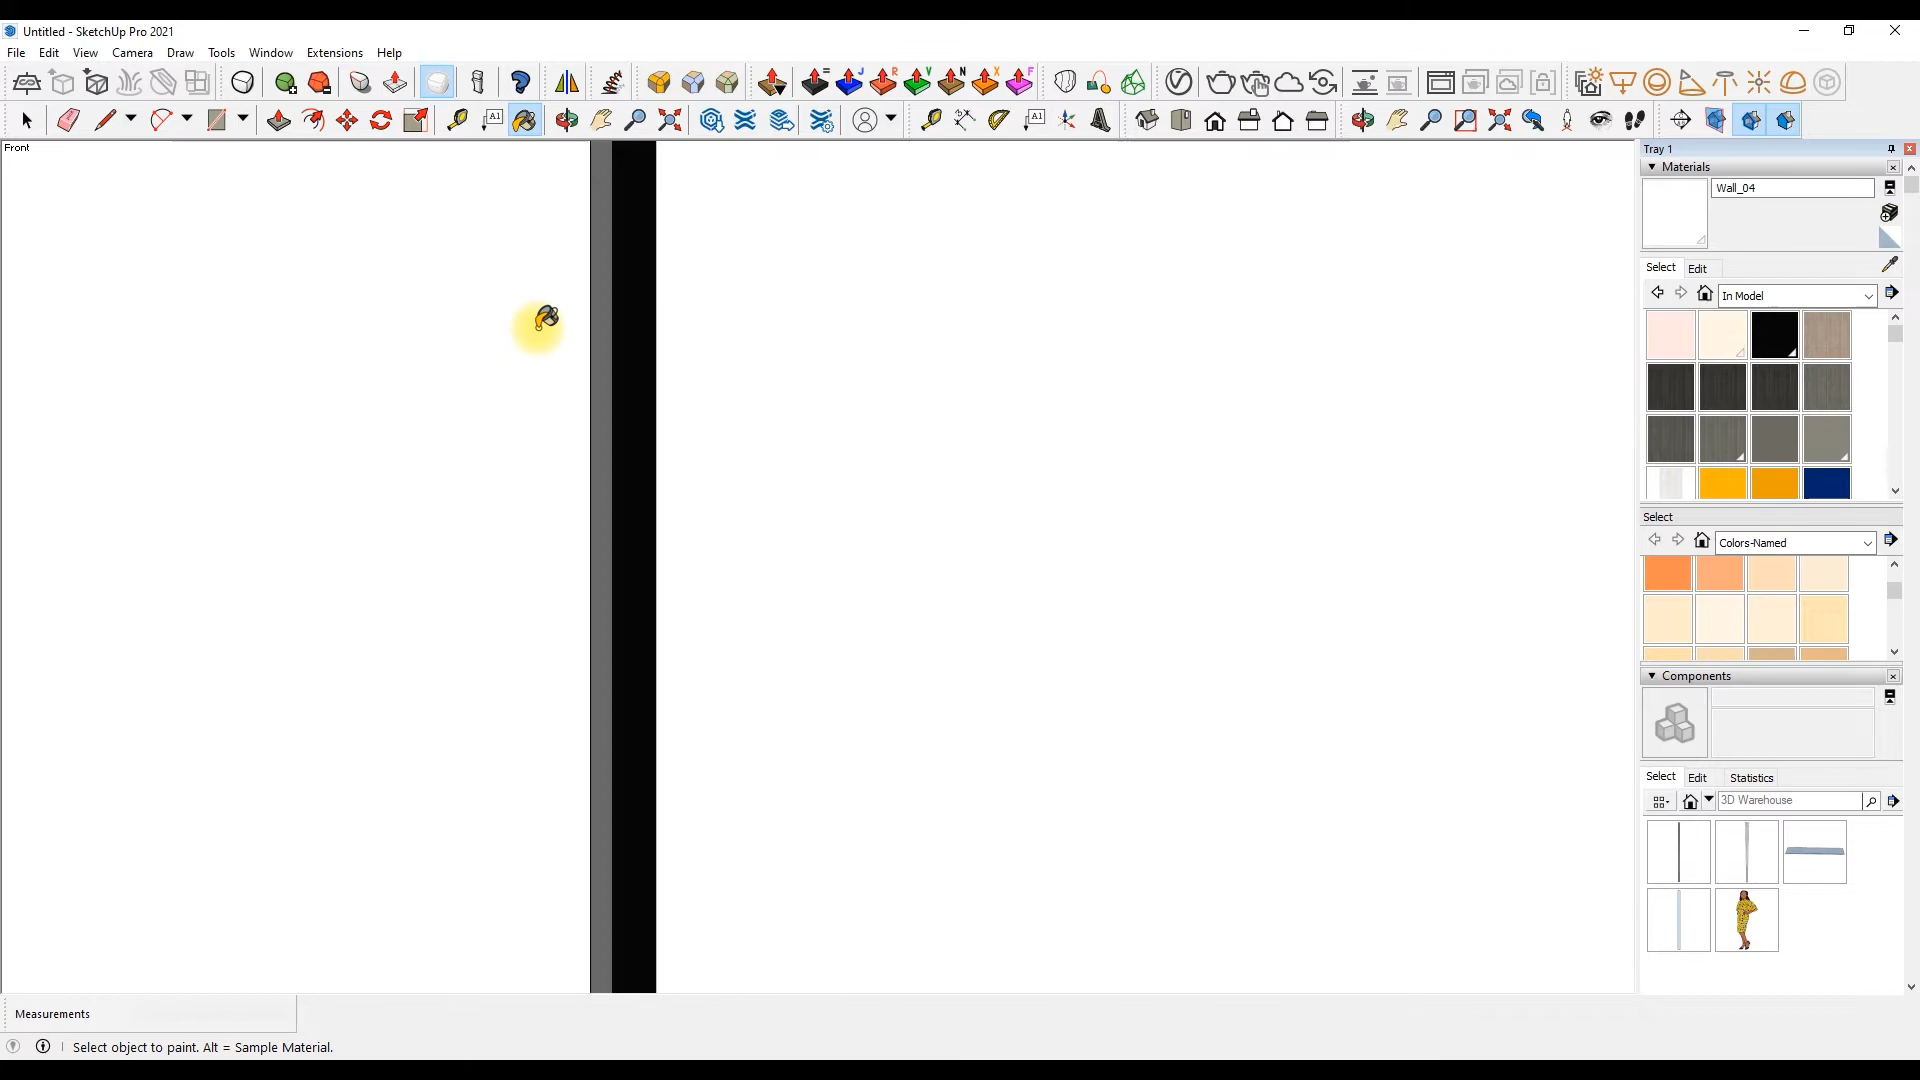 Untitled - SketchUp Pro 2021
File Edit View Camera Draw Tools Window Extensions Help
= J R V N X F
A1 A1
Front
Tray 1
Materials
Wall_04
Select Edit
In Model
Select
Colors-Named
Components
Select Edit Statistics
3D Warehouse
Measurements
Select object to paint. Alt = Sample Material.